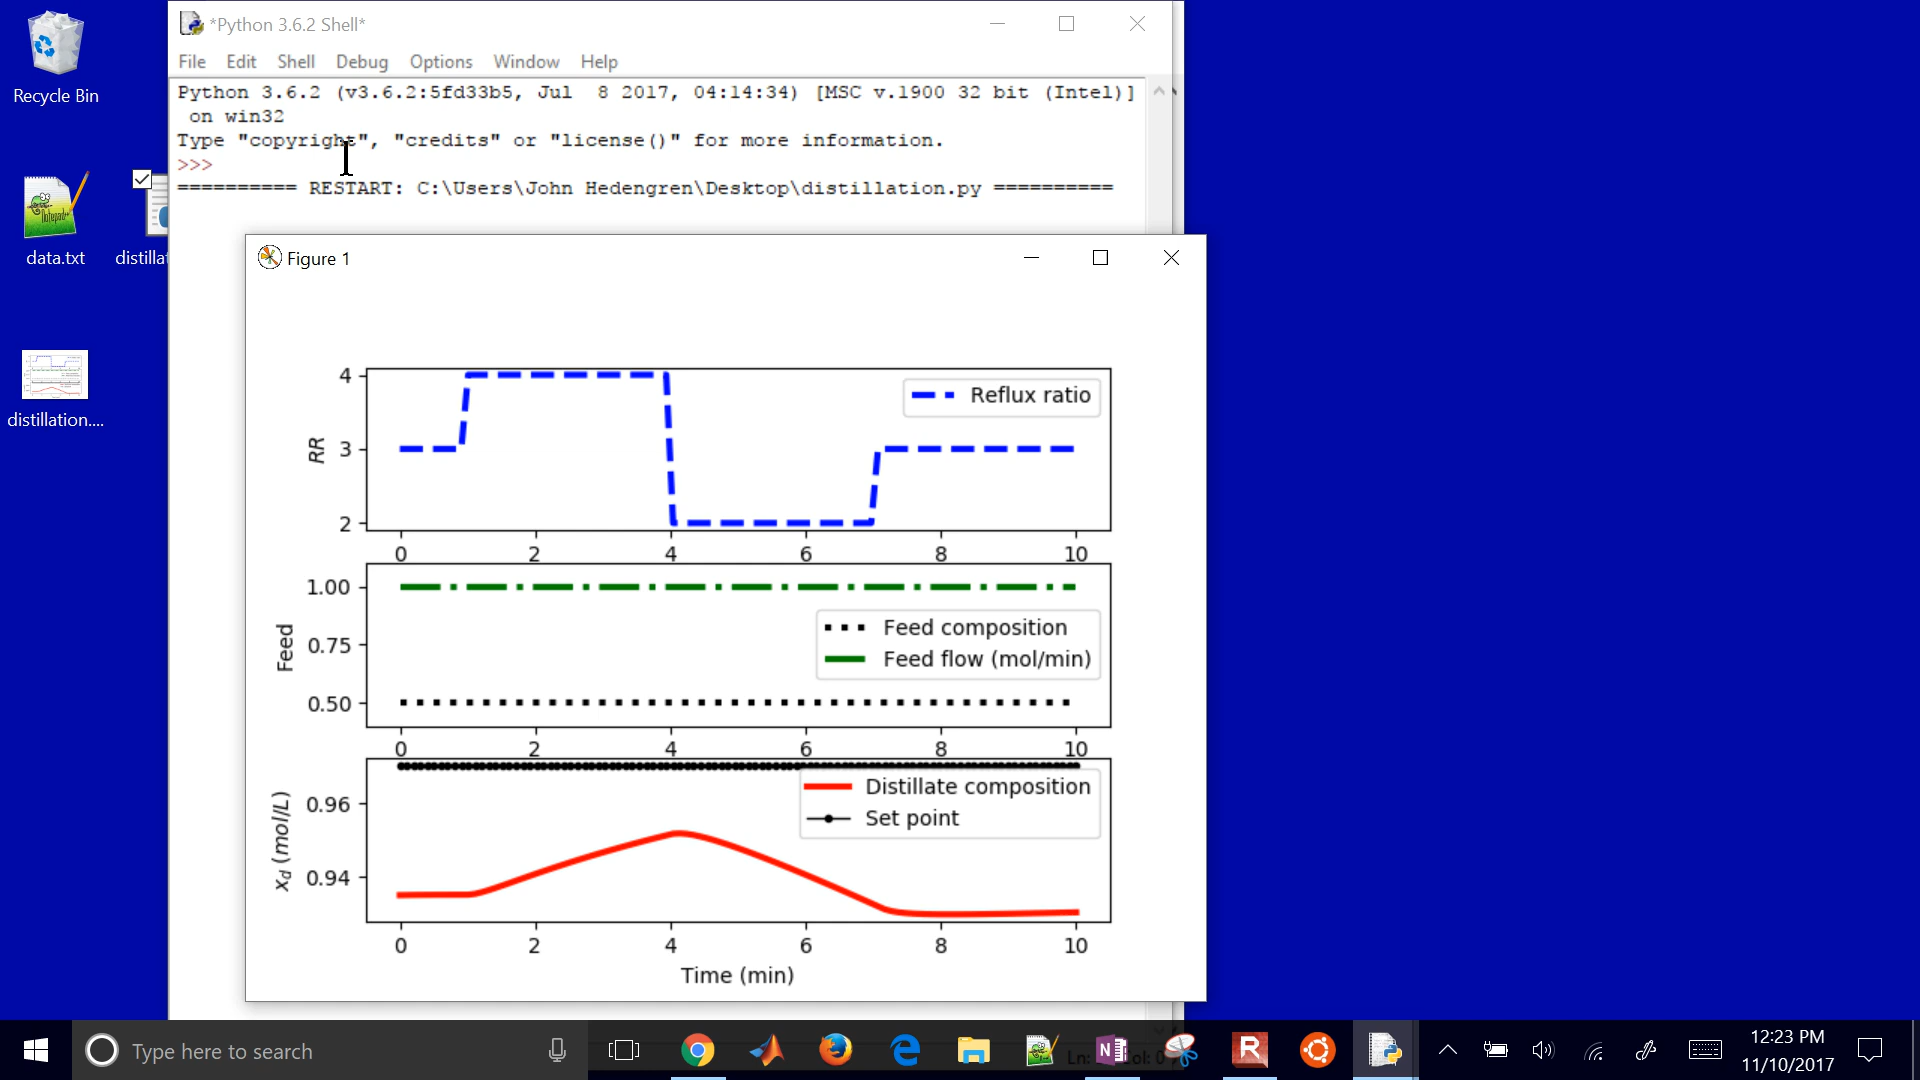 *Python 3.6.2 Shell*
File Edit Shell Debug Options Window Help
Python 3.6.2 (v3.6.2:5fd33b5, Jul  8 2017, 04:14:34) [MSC v.1900 32 bit (Intel)]
on win32
Type "copyright", "credits" or "license()" for more information.
>>>
========== RESTART: C:\Users\John Hedengren\Desktop\distillation.py ==========
Recycle Bin
data.txt
distillat
distillation....
Figure 1
4
3
2
RR
Reflux ratio
0 2 4 6 8 10
1.00
0.75
0.50
Feed
Feed composition
Feed flow (mol/min)
0 2 4 6 8 10
0.96
0.94
xd (mol/L)
Distillate composition
Set point
0 2 4 6 8 10
Time (min)
Type here to search
12:23 PM
11/10/2017